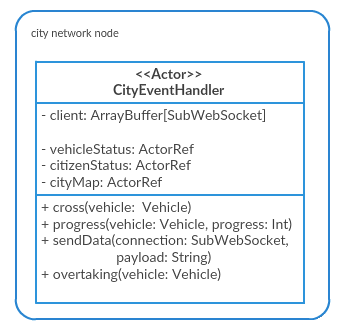 city network node
<<Actor>>
CityEventHandler
- client: ArrayBuffer[SubWebSocket]
- vehicleStatus: ActorRef
- citizenStatus: ActorRef
- cityMap: ActorRef
+ cross(vehicle: Vehicle)
+ progress(vehicle: Vehicle, progress: Int)
+ sendData(connection: SubWebSocket,
payload: String)
+ overtaking(vehicle: Vehicle)